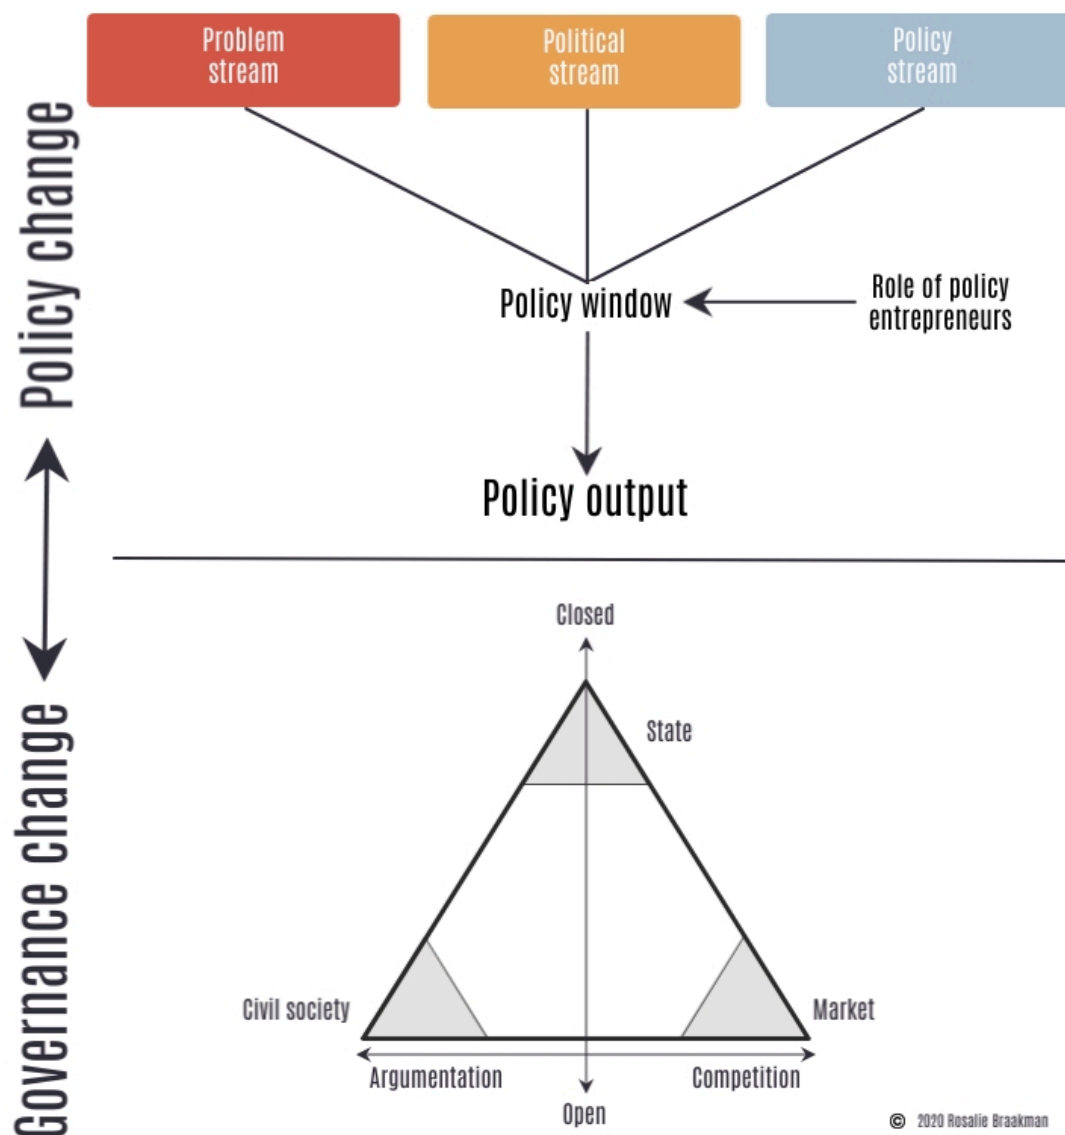 Problem
stream
Political
stream
Policy
stream
Policy change
Policy window
Role of policy
entrepreneurs
Policy output
Governance change
Closed
State
Civil society
Market
Argumentation
Competition
Open
© 2020 Rosalie Braakman